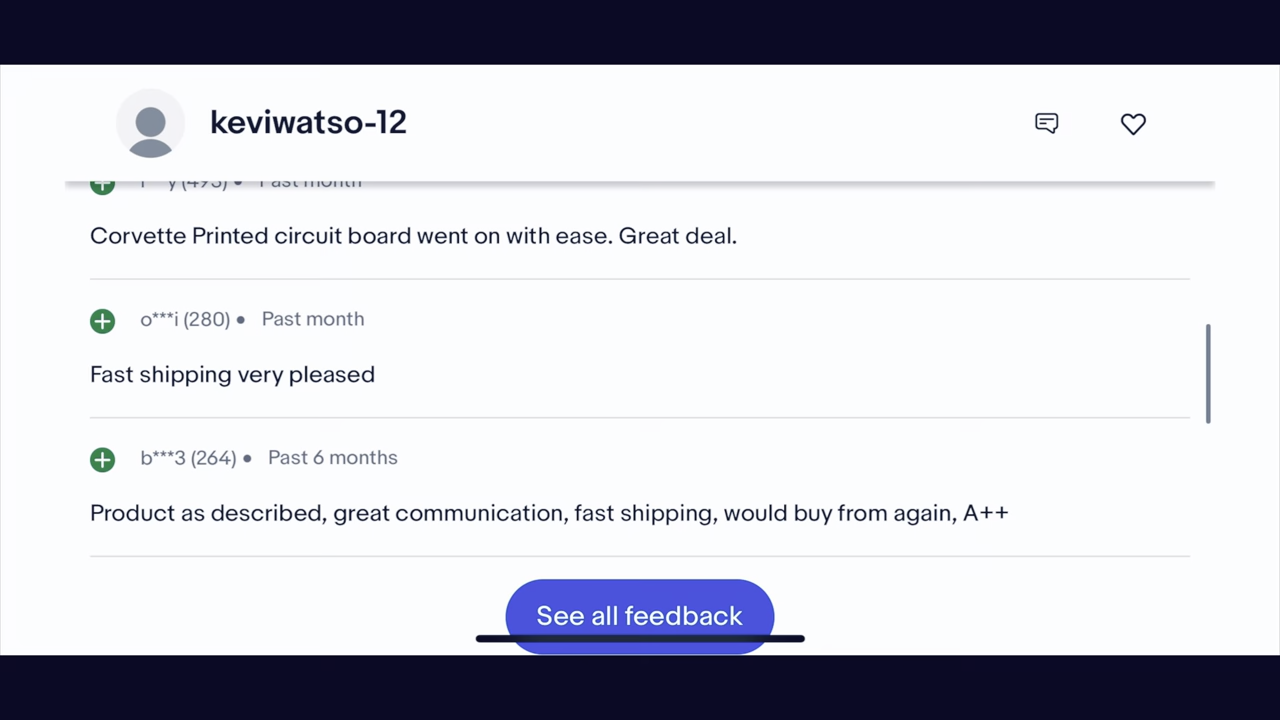 keviwatso-12
Corvette Printed circuit board went on with ease. Great deal.
o***i (280) • Past month
Fast shipping very pleased
b***3 (264) • Past 6 months
Product as described, great communication, fast shipping, would buy from again, A++
See all feedback